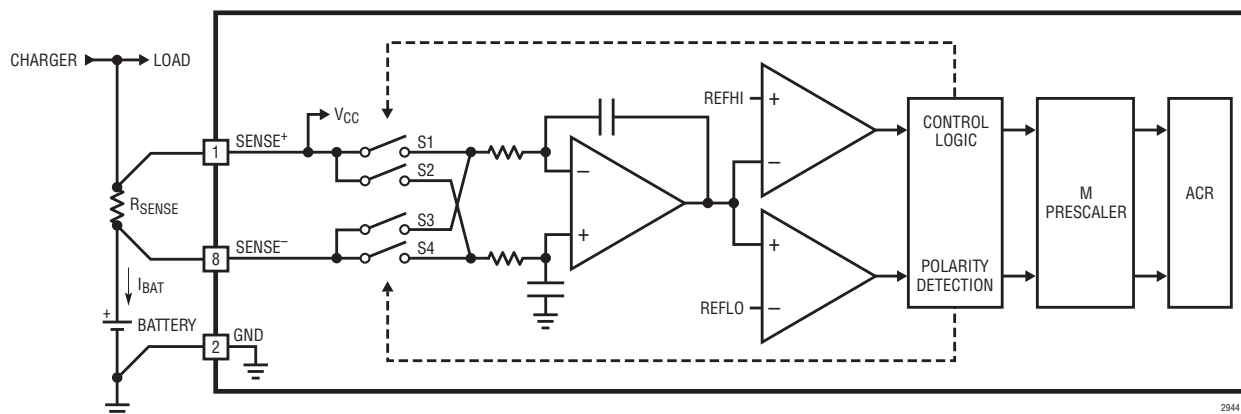 CHARGER
LOAD
VCC
1
SENSE+
S1
S2
RSENSE
S3
8
SENSE–
S4
IBAT
+
BATTERY
2
GND
–
+
REFHI
+
–
+
REFLO
–
CONTROL
LOGIC
POLARITY
DETECTION
M
PRESCALER
ACR
2944